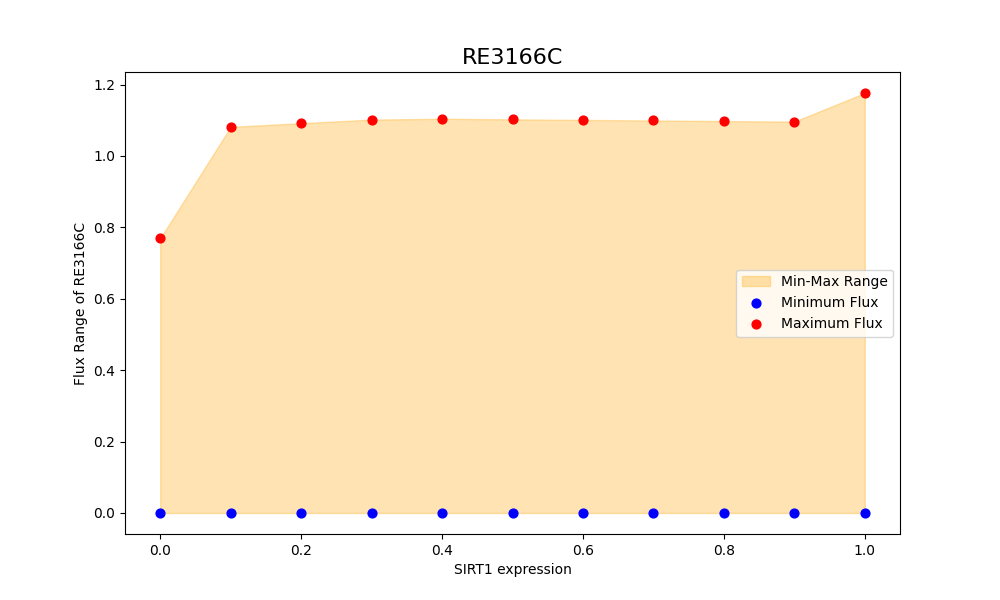 RE3166C
Flux Range of RE3166C
1.2
1.0
0.8
0.6
0.4
0.2
0.0
Min-Max Range
Minimum Flux
Maximum Flux
0.0 0.2 0.4 0.6 0.8 1.0
SIRT1 expression